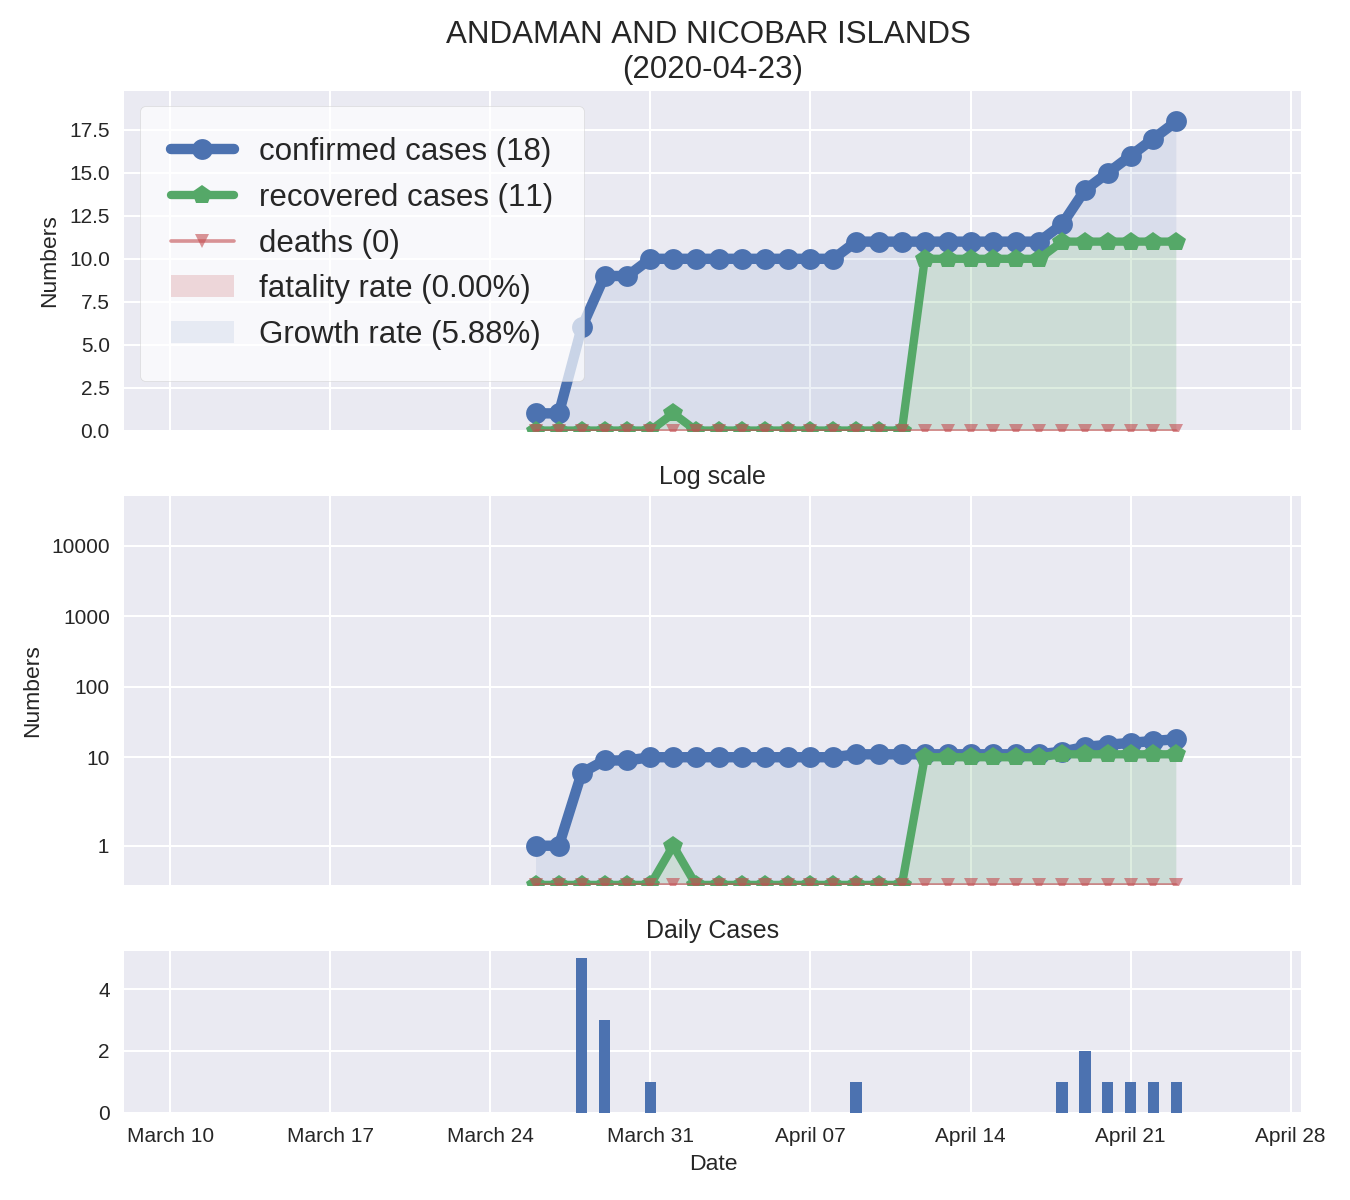 ANDAMAN AND NICOBAR ISLANDS
(2020-04-23)
17.5
15.0
12.5
10.0
7.5
5.0
2.5
0.0
Numbers
confirmed cases (18)
recovered cases (11)
deaths (0)
fatality rate (0.00%)
Growth rate (5.88%)
Log scale
10000
1000
100
10
1
Numbers
Daily Cases
4
2
0
March 10 March 17 March 24 March 31 April 07 April 14 April 21 April 28
Date